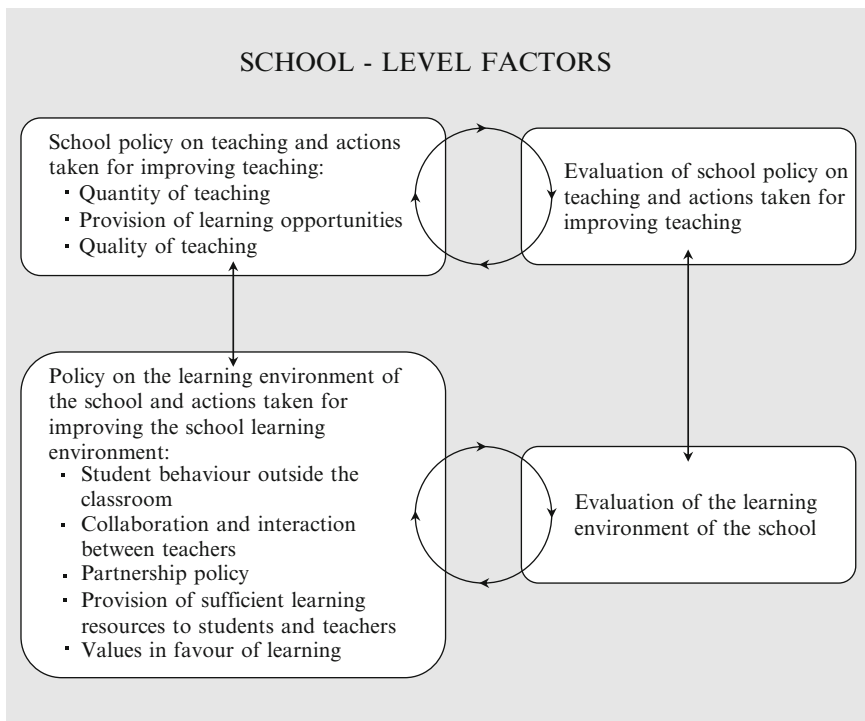 SCHOOL - LEVEL FACTORS
School policy on teaching and actions
taken for improving teaching:
▪ Quantity of teaching
▪ Provision of learning opportunities
▪ Quality of teaching
Evaluation of school policy on
teaching and actions taken for
improving teaching
Policy on the learning environment of
the school and actions taken for
improving the school learning
environment:
▪ Student behaviour outside the
classroom
▪ Collaboration and interaction
between teachers
▪ Partnership policy
▪ Provision of sufficient learning
resources to students and teachers
▪ Values in favour of learning
Evaluation of the learning
environment of the school